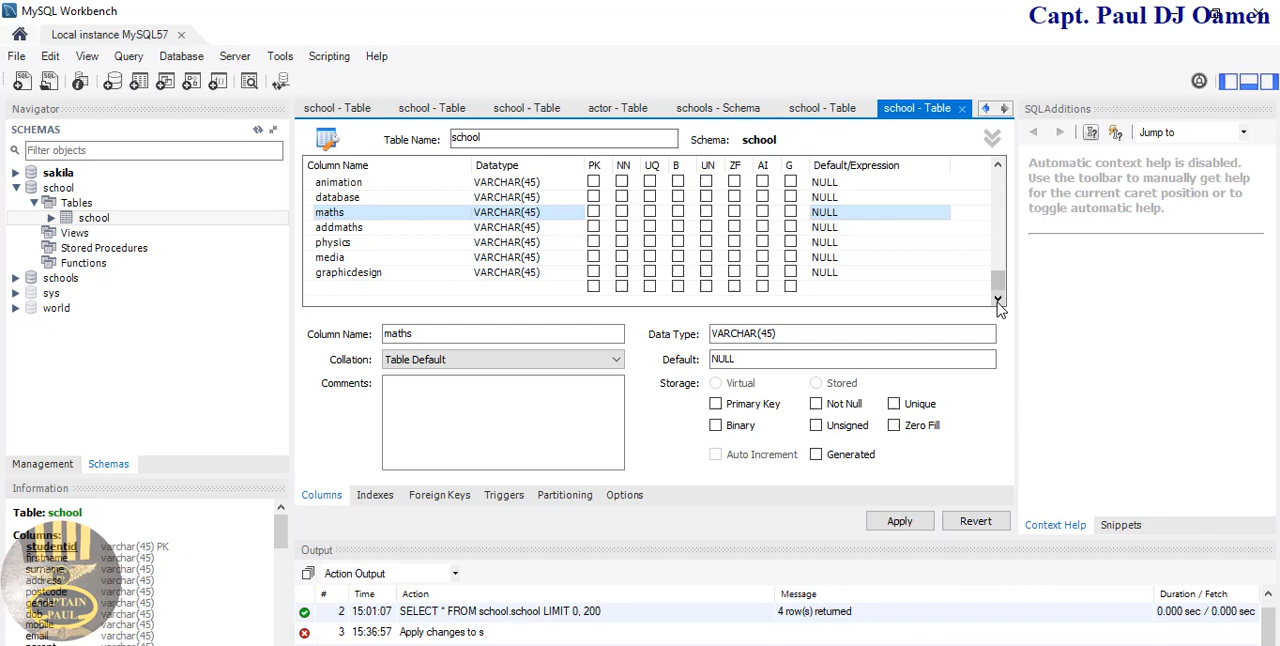 MySQL Workbench
Capt. Paul DJ Oamen
Local instance MySQL57
File Edit View Query Database Server Tools Scripting Help
Navigator
SCHEMAS
Filter objects
sakila
school
Tables
school
Views
Stored Procedures
Functions
schools
sys
world
Management Schemas
Information
Table: school
Columns:
studentid varchar(45) PK
firstname varchar(45)
surname varchar(45)
address varchar(45)
postcode varchar(45)
gender varchar(45)
dob varchar(45)
mobile varchar(45)
email varchar(45)
CAPTAIN
PAUL
school - Table school - Table school - Table actor - Table schools - Schema school - Table school - Table
Table Name: school Schema: school
Column Name Datatype PK NN UQ B UN ZF AI G Default/Expression
animation VARCHAR(45) NULL
database VARCHAR(45) NULL
maths VARCHAR(45) NULL
addmaths VARCHAR(45) NULL
physics VARCHAR(45) NULL
media VARCHAR(45) NULL
graphicdesign VARCHAR(45) NULL
Column Name: maths Data Type: VARCHAR(45)
Collation: Table Default Default: NULL
Comments: Storage: Virtual Stored
Primary Key Not Null Unique
Binary Unsigned Zero Fill
Auto Increment Generated
Columns Indexes Foreign Keys Triggers Partitioning Options
Apply Revert
SQLAdditions
Jump to
Automatic context help is disabled.
Use the toolbar to manually get help
for the current caret position or to
toggle automatic help.
Context Help Snippets
Output
Action Output
# Time Action Message Duration / Fetch
2 15:01:07 SELECT * FROM school.school LIMIT 0, 200 4 row(s) returned 0.000 sec / 0.000 sec
3 15:36:57 Apply changes to s